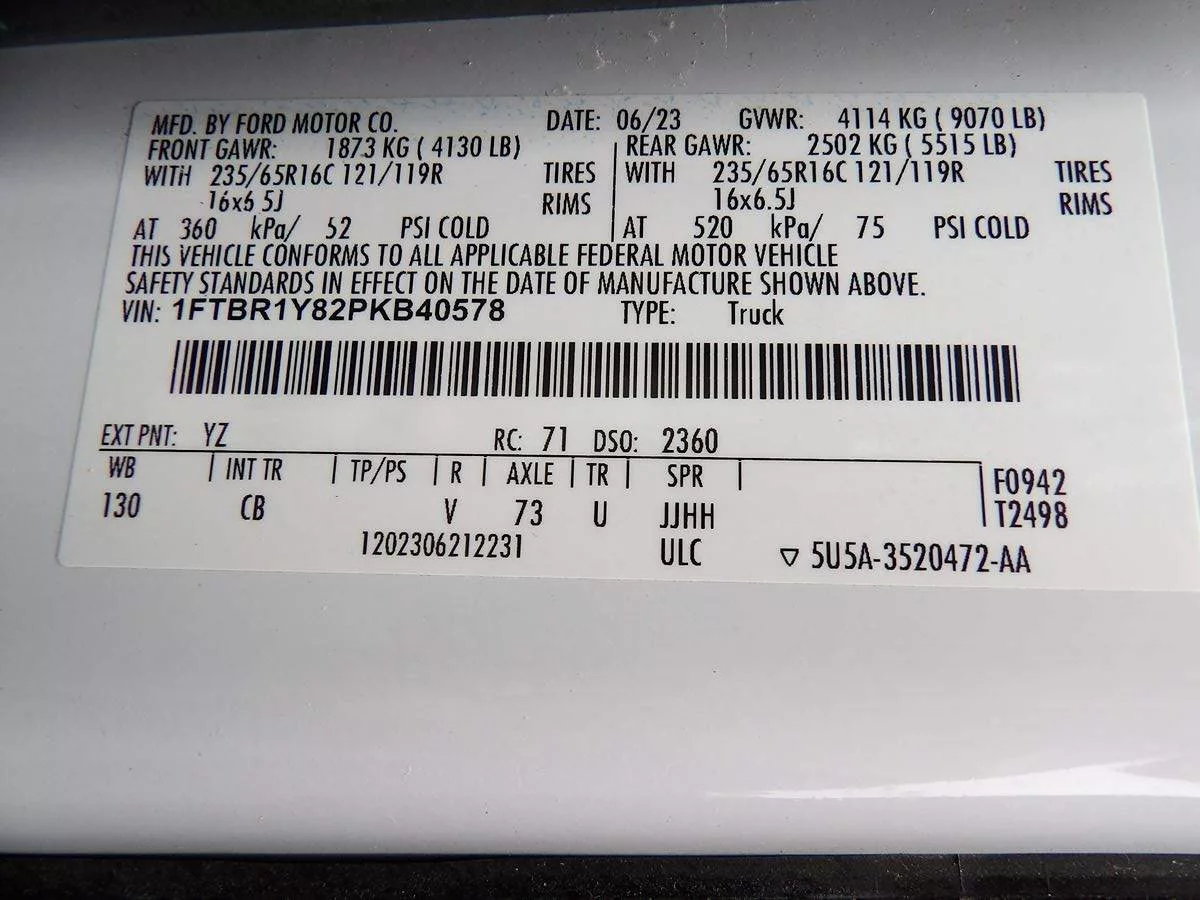 MFD. BY FORD MOTOR CO. DATE: 06/23 GVWR: 4114 KG ( 9070 LB)
FRONT GAWR: 1873 KG ( 4130 LB) REAR GAWR: 2502 KG ( 5515 LB)
WITH 235/65R16C 121/119R TIRES WITH 235/65R16C 121/119R TIRES
16x6 5J RIMS 16x6.5J RIMS
AT 360 kPa/ 52 PSI COLD AT 520 kPa/ 75 PSI COLD
THIS VEHICLE CONFORMS TO ALL APPLICABLE FEDERAL MOTOR VEHICLE
SAFETY STANDARDS IN EFFECT ON THE DATE OF MANUFACTURE SHOWN ABOVE.
VIN: 1FTBR1Y82PKB40578 TYPE: Truck
EXT PNT: YZ RC: 71 DSO: 2360
WB INT TR TP/PS R AXLE TR SPR F0942
130 CB V 73 U JJHH T2498
1202306212231 ULC ▽ 5U5A-3520472-AA